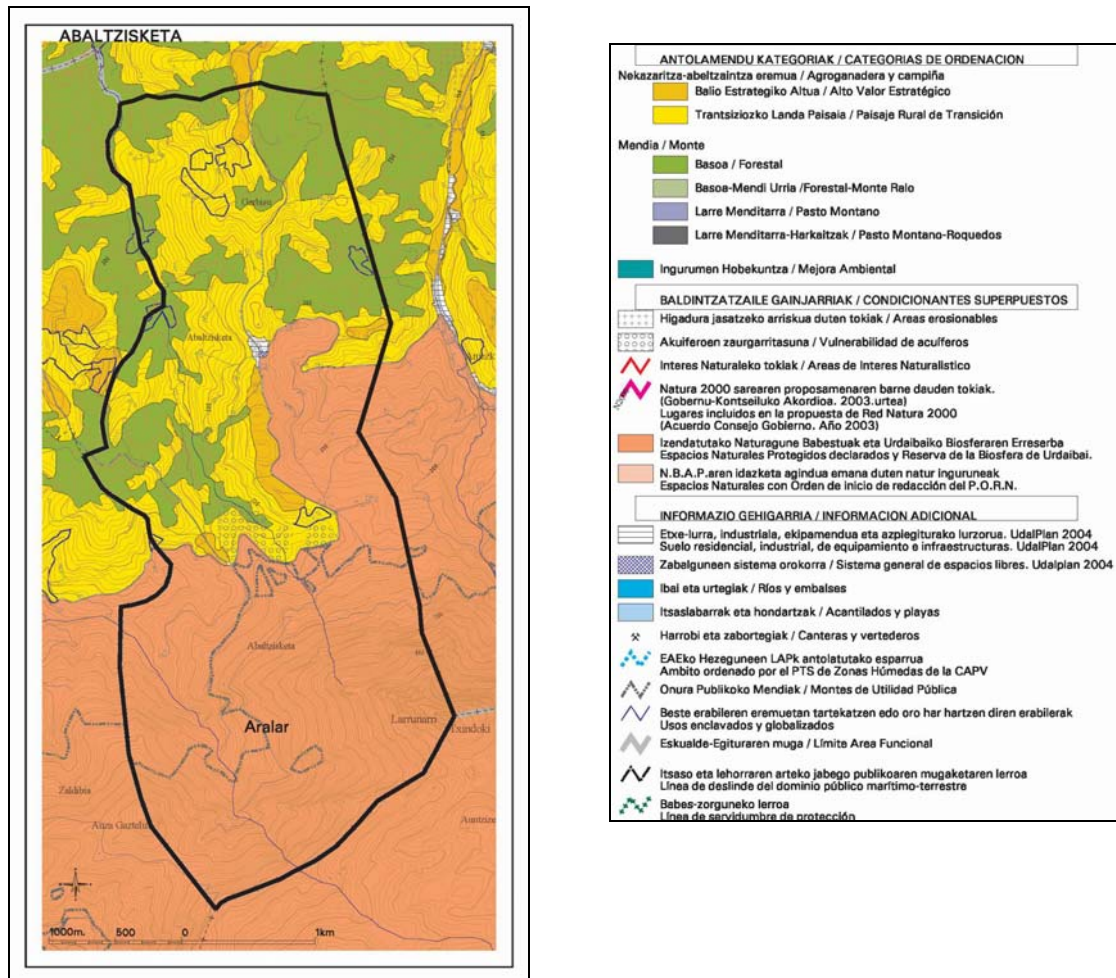 ABALTZISKETA
Abaltzisketa
Abaltzisketa
Aralar
Larrunarri
Txindoki
Zaldibia
1000m. 500 0 1km
ANTOLAMENDU KATEGORIAK / CATEGORIAS DE ORDENACION
Nekazaritza-abeltzaintza eremua / Agroganadera y campiña
Balio Estrategiko Altua / Alto Valor Estratégico
Trantsiziozko Landa Paisaia / Paisaje Rural de Transición
Mendia / Monte
Basoa / Forestal
Basoa-Mendi Urria /Forestal-Monte Ralo
Larre Menditarra / Pasto Montano
Larre Menditarra-Harkaitzak / Pasto Montano-Roquedos
Ingurumen Hobekuntza / Mejora Ambiental
BALDINTZATZAILE GAINJARRIAK / CONDICIONANTES SUPERPUESTOS
Higadura jasatzeko arriskua duten tokiak / Areas erosionables
Akuiferoen zaurgarritasuna / Vulnerabilidad de acuíferos
Interes Naturaleko tokiak / Areas de Interes Naturalistico
Natura 2000 sarearen proposamenaren barne dauden tokiak.
(Gobernu-Kontseiluko Akordioa. 2003.urtea)
Lugares incluidos en la propuesta de Red Natura 2000
(Acuerdo Consejo Gobierno. Año 2003)
Izendatutako Naturagune Babestuak eta Urdaibaiko Biosferaren Erreserba
Espacios Naturales Protegidos declarados y Reserva de la Biosfera de Urdaibai.
N.B.A.P.aren idazketa agindua emana duten natur inguruneak
Espacios Naturales con Orden de inicio de redacción del P.O.R.N.
INFORMAZIO GEHIGARRIA / INFORMACION ADICIONAL
Etxe-lurra, industriala, ekipamendua eta azpiegiturako lurzorua. UdalPlan 2004
Suelo residencial, industrial, de equipamiento e infraestructuras. UdalPlan 2004
Zabalguneen sistema orokorra / Sistema general de espacios libres. Udalplan 2004
Ibai eta urtegiak / Ríos y embalses
Itsaslabarrak eta hondartzak / Acantilados y playas
Harrobi eta zabortegiak / Canteras y vertederos
EAEko Hezeguneen LAPk antolatutako esparrua
Ambito ordenado por el PTS de Zonas Húmedas de la CAPV
Onura Publikoko Mendiak / Montes de Utilidad Pública
Beste erabileren eremuetan tartekatzen edo oro har hartzen diren erabilerak
Usos enclavados y globalizados
Eskualde-Egituraren muga / Límite Area Funcional
Itsaso eta lehorraren arteko jabego publikoaren mugaketaren lerroa
Línea de deslinde del dominio público marítimo-terrestre
Babes-zorguneko lerroa
Línea de servidumbre de protección